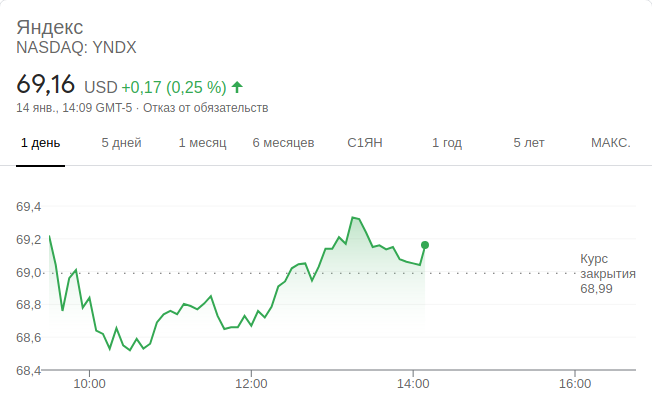 Яндекс
NASDAQ: YNDX
69,16 USD +0,17 (0,25 %)
14 янв., 14:09 GMT-5 · Отказ от обязательств
1 день 5 дней 1 месяц 6 месяцев С1ЯН 1 год 5 лет МАКС.
69,4
69,2
69,0
68,8
68,6
68,4
Курс
закрытия
68,99
10:00 12:00 14:00 16:00